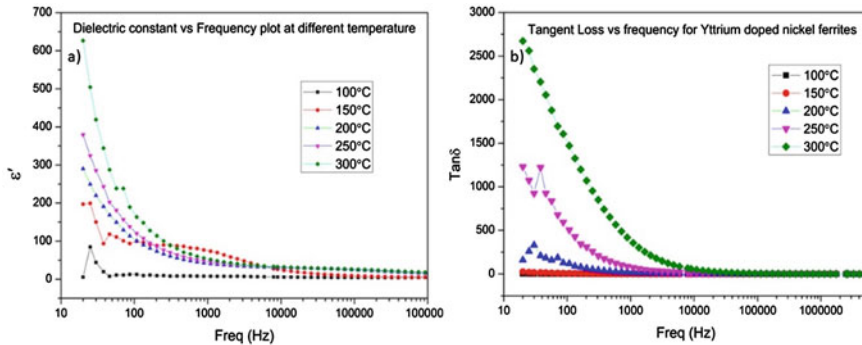 Dielectric constant vs Frequency plot at different temperature
a)
ε'
700
600
500
400
300
200
100
0
100°C
150°C
200°C
250°C
300°C
10
100
1000
10000
100000
Freq (Hz)
Tangent Loss vs frequency for Yttrium doped nickel ferrites
b)
Tanδ
3000
2500
2000
1500
1000
500
0
100°C
150°C
200°C
250°C
300°C
10
100
1000
10000
100000
1000000
Freq (Hz)